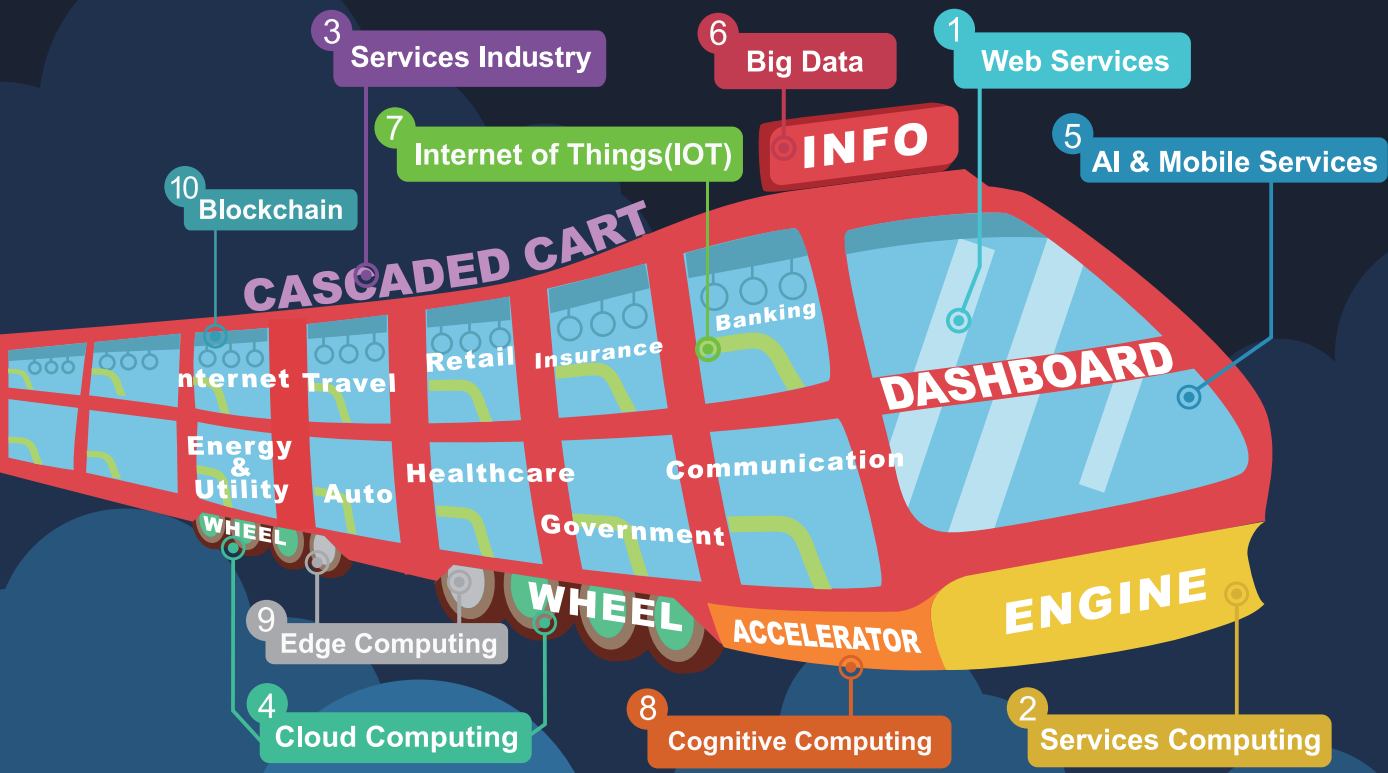 3
Services Industry
6
Big Data
1
Web Services
7
Internet of Things(IOT)
INFO
5
AI & Mobile Services
10
Blockchain
CASCADED CART
Banking
Insurance
Retail
Travel
nternet
DASHBOARD
Energy
&
Utility
Auto
Healthcare
Government
Communication
WHEEL
WHEEL
ACCELERATOR
ENGINE
9
Edge Computing
4
Cloud Computing
8
Cognitive Computing
2
Services Computing